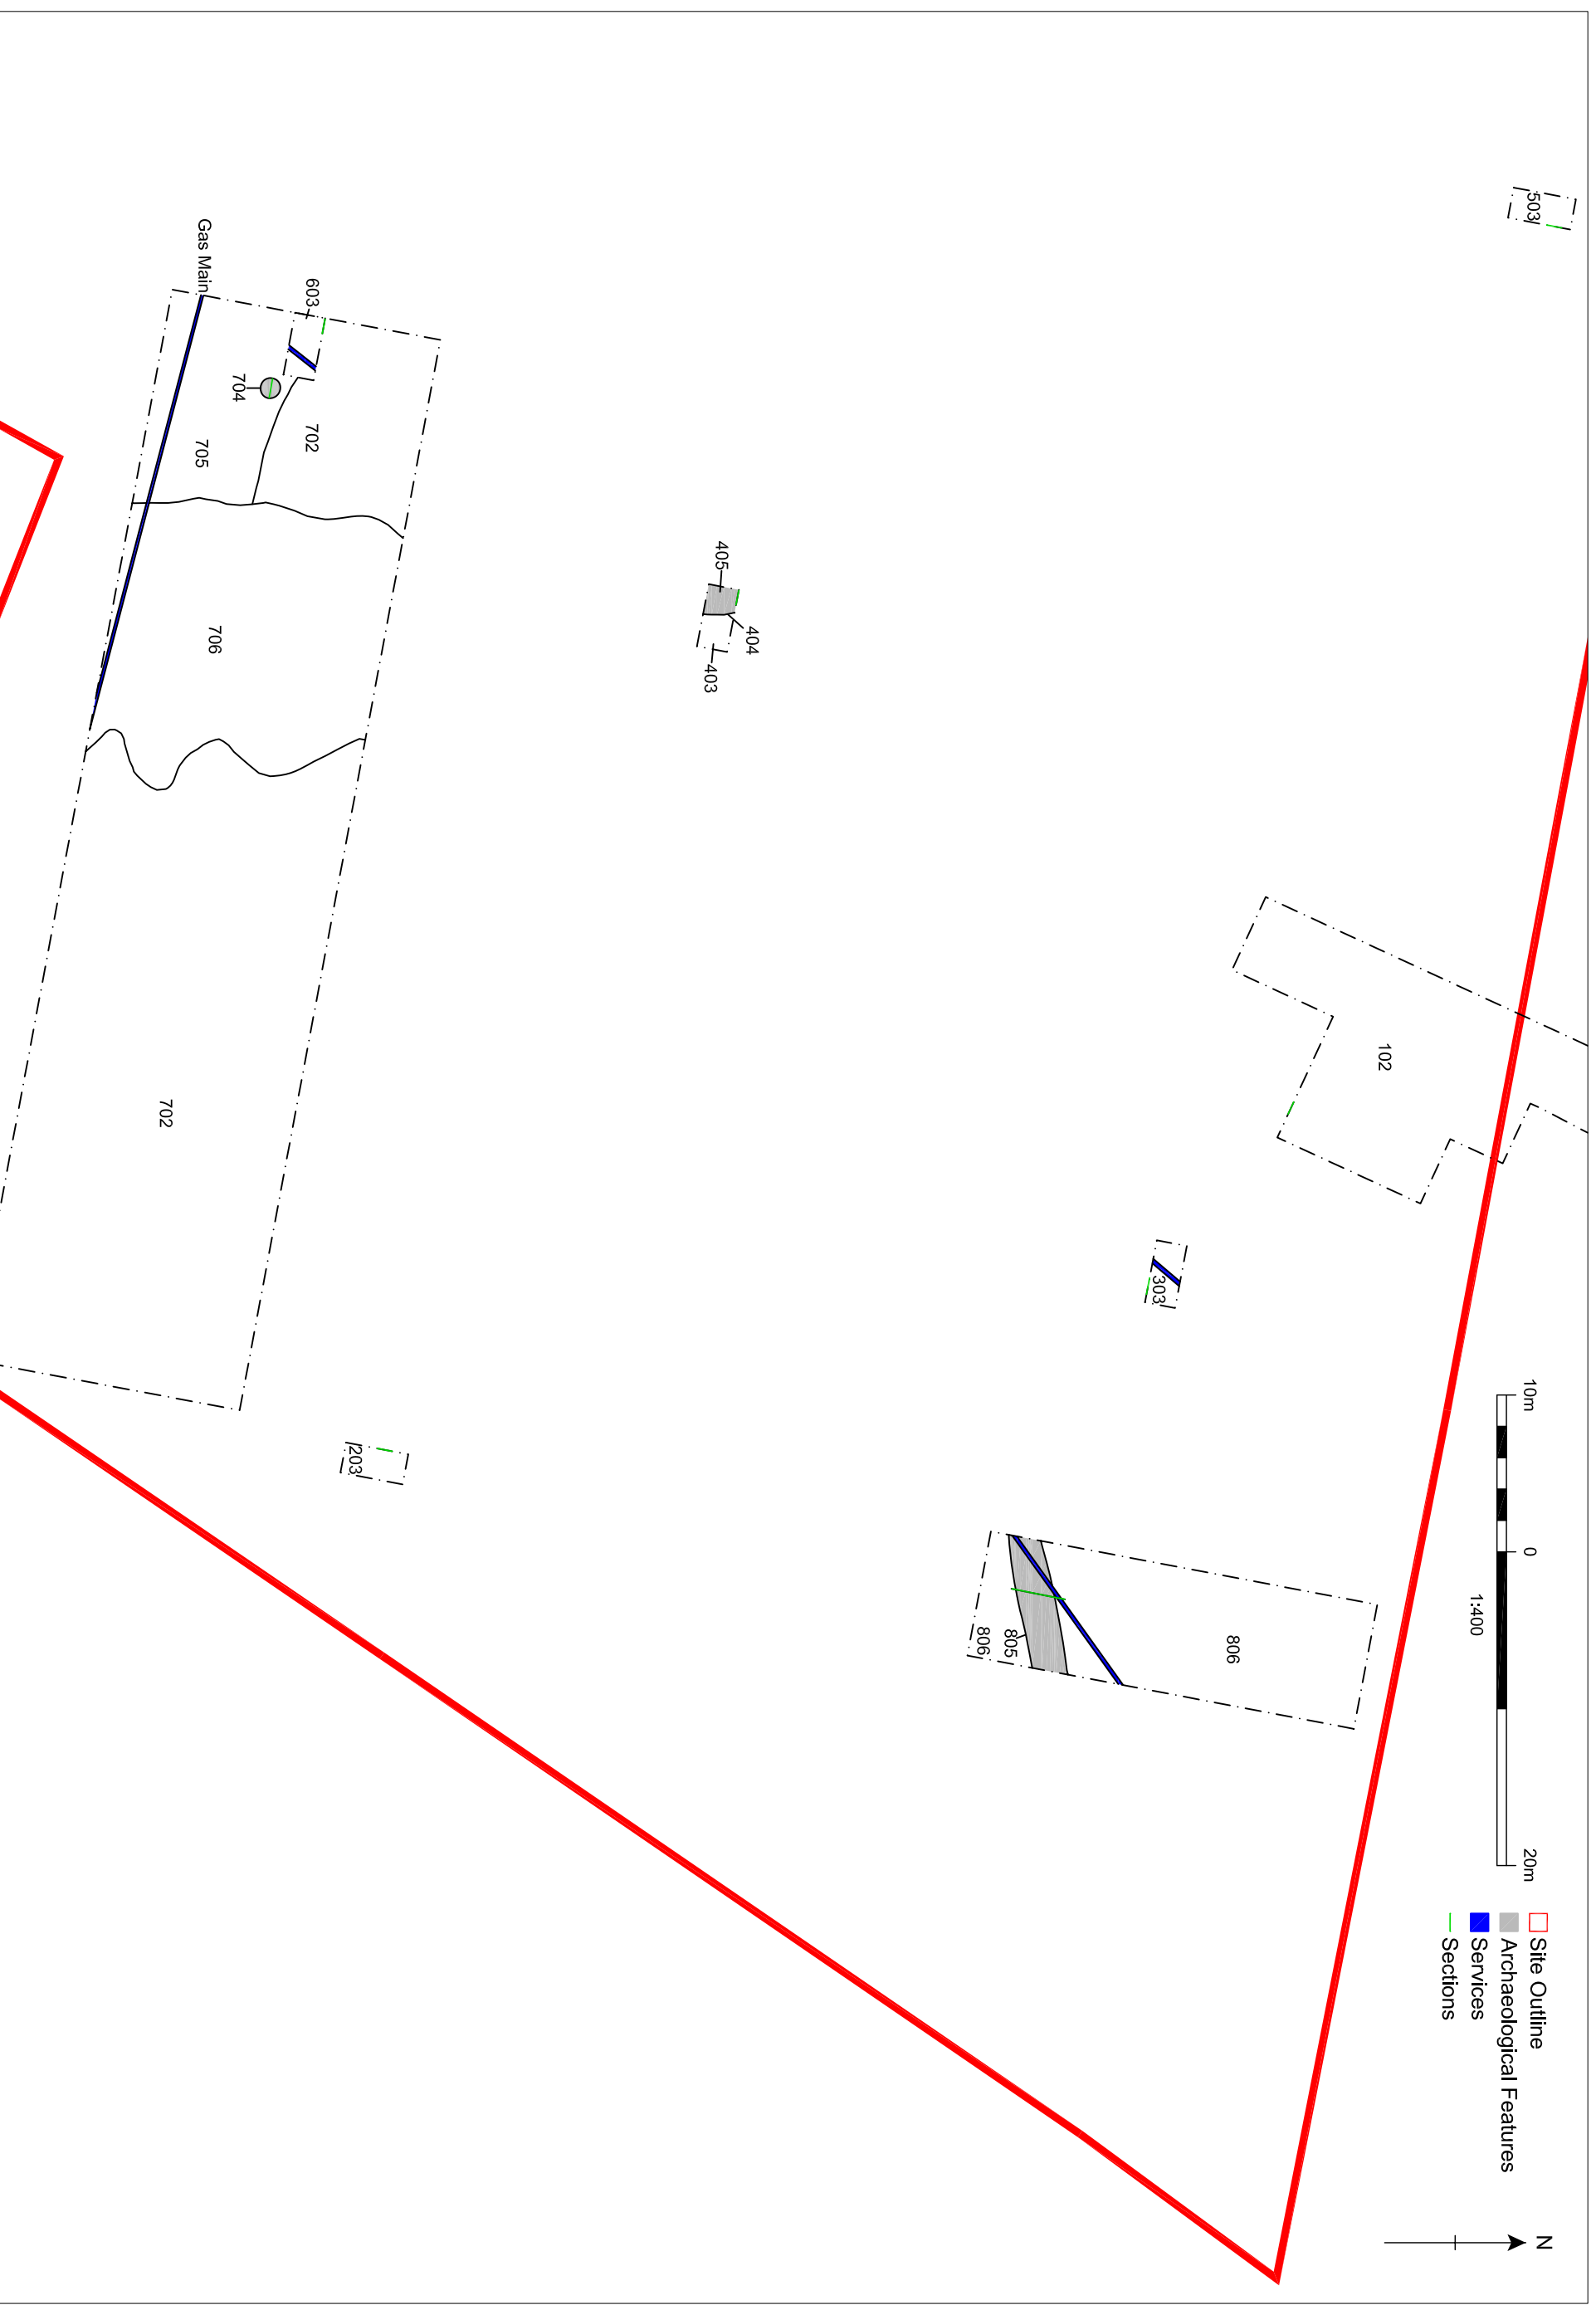 503
10m
0
20m
1:400
Site Outline
Archaeological Features
Services
Sections
N
102
303
806
805
806
405
404
403
203
Gas Main
603
704
702
705
706
702